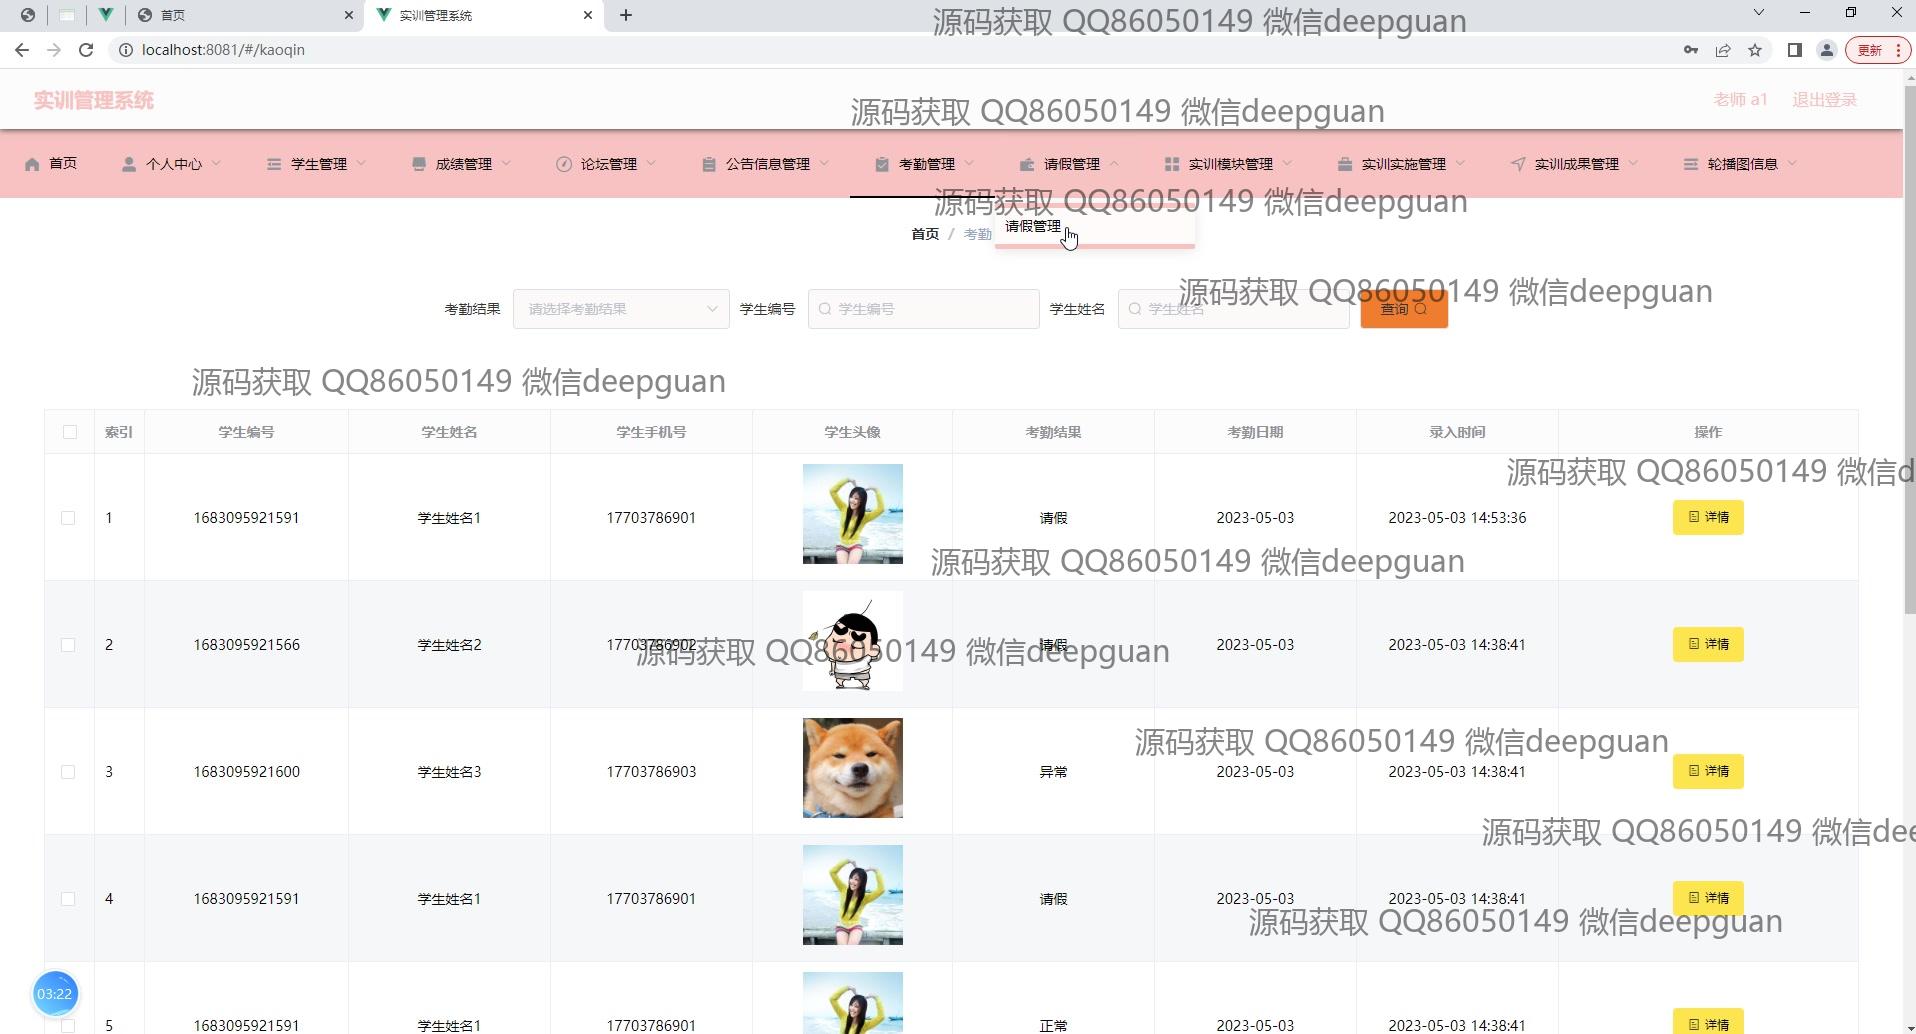 首页
实训管理系统
源码获取 QQ86050149 微信deepguan
localhost:8081/#/kaoqin
更新
实训管理系统
源码获取 QQ86050149 微信deepguan
老师 a1 退出登录
首页 个人中心 学生管理 成绩管理 论坛管理 公告信息管理 考勤管理 请假管理 实训模块管理 实训实施管理 实训成果管理 轮播图信息
源码获取 QQ86050149 微信deepguan
首页 / 考勤
请假管理
源码获取 QQ86050149 微信deepguan
考勤结果 请选择考勤结果 学生编号 学生编号 学生姓名 学生姓名 查询
源码获取 QQ86050149 微信deepguan
索引 学生编号 学生姓名 学生手机号 学生头像 考勤结果 考勤日期 录入时间 操作
源码获取 QQ86050149 微信d
1 1683095921591 学生姓名1 17703786901 请假 2023-05-03 2023-05-03 14:53:36 详情
源码获取 QQ86050149 微信deepguan
2 1683095921566 学生姓名2 17703786902 请假 2023-05-03 2023-05-03 14:38:41 详情
源码获取 QQ86050149 微信deepguan
源码获取 QQ86050149 微信deepguan
3 1683095921600 学生姓名3 17703786903 异常 2023-05-03 2023-05-03 14:38:41 详情
源码获取 QQ86050149 微信dee
4 1683095921591 学生姓名1 17703786901 请假 2023-05-03 2023-05-03 14:38:41 详情
源码获取 QQ86050149 微信deepguan
03:22
5 1683095921591 学生姓名1 17703786901 正常 2023-05-03 2023-05-03 14:38:41 详情